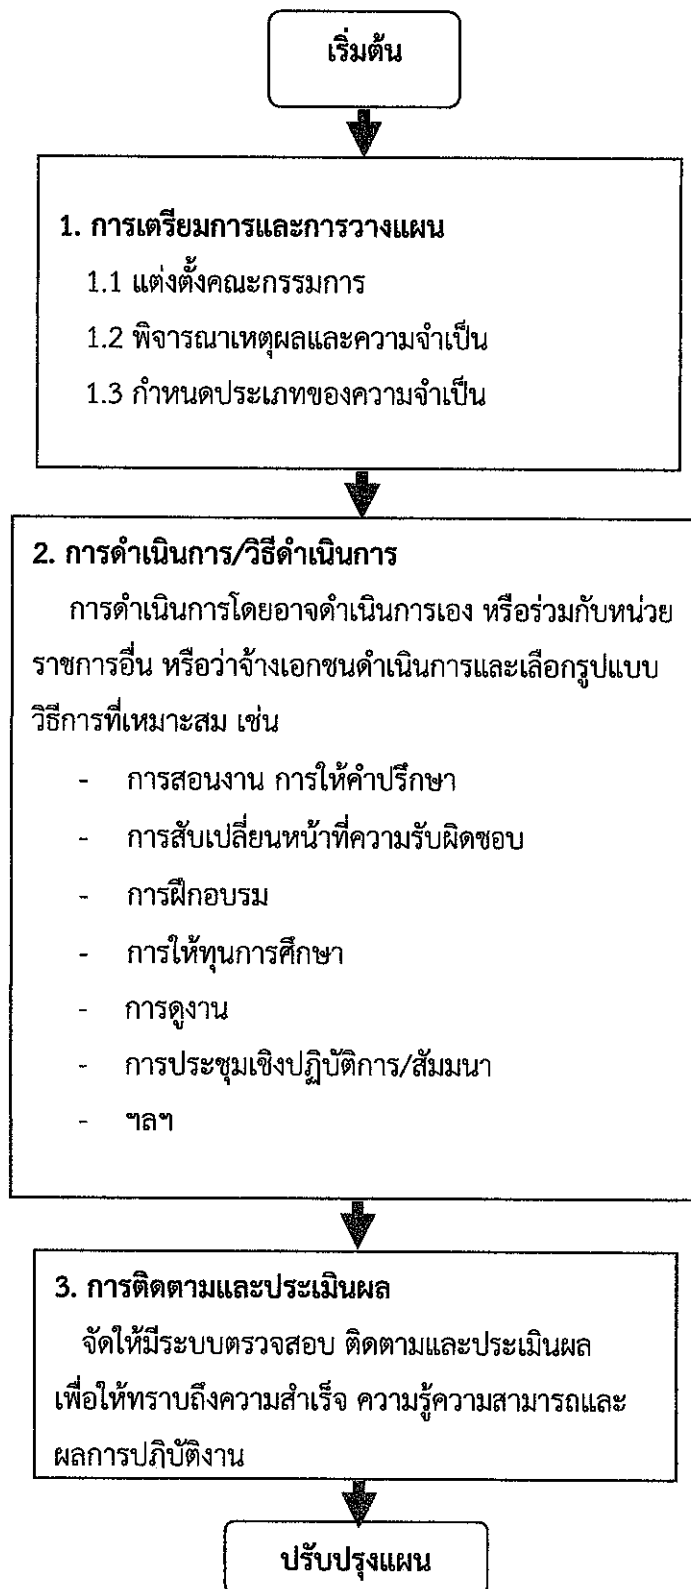 เริ่มต้น
1. การเตรียมการและการวางแผน
1.1 แต่งตั้งคณะกรรมการ
1.2 พิจารณาเหตุผลและความจำเป็น
1.3 กำหนดประเภทของความจำเป็น
2. การดำเนินการ/วิธีดำเนินการ
การดำเนินการโดยอาจดำเนินการเอง หรือร่วมกับหน่วย
ราชการอื่น หรือว่าจ้างเอกชนดำเนินการและเลือกรูปแบบ
วิธีการที่เหมาะสม เช่น
- การสอนงาน การให้คำปรึกษา
- การสับเปลี่ยนหน้าที่ความรับผิดชอบ
- การฝึกอบรม
- การให้ทุนการศึกษา
- การดูงาน
- การประชุมเชิงปฏิบัติการ/สัมมนา
- ฯลฯ
3. การติดตามและประเมินผล
จัดให้มีระบบตรวจสอบ ติดตามและประเมินผล
เพื่อให้ทราบถึงความสำเร็จ ความรู้ความสามารถและ
ผลการปฏิบัติงาน
ปรับปรุงแผน